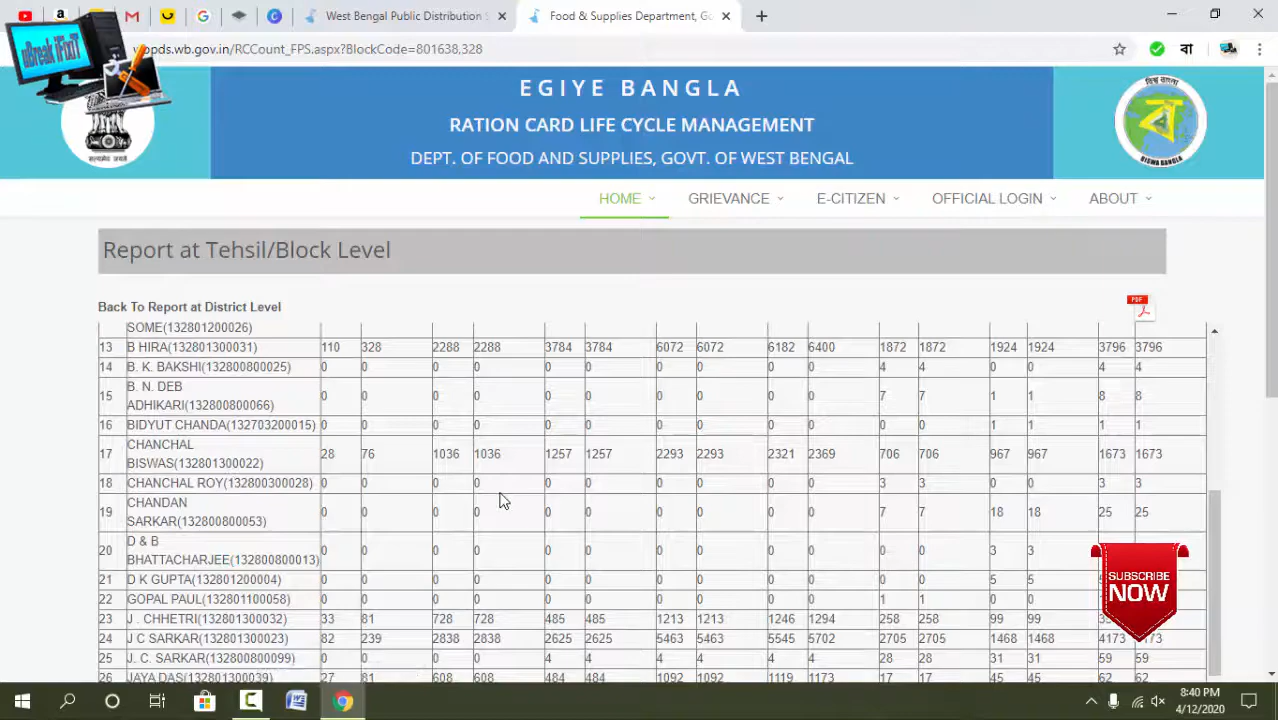 West Bengal Public Distribution S
Food & Supplies Department, Go
uBreak iFixiT
wbpds.wb.gov.in/RCCount_FPS.aspx?BlockCode=801638,328
বা
EGIYE BANGLA
RATION CARD LIFE CYCLE MANAGEMENT
DEPT. OF FOOD AND SUPPLIES, GOVT. OF WEST BENGAL
सत्यमेव जयते
বিশ্ব বাংলা
ব
BISWA BANGLA
HOME GRIEVANCE E-CITIZEN OFFICIAL LOGIN ABOUT
Report at Tehsil/Block Level
Back To Report at District Level
PDF
SOME(132801200026)
13 B HIRA(132801300031) 110 328 2288 2288 3784 3784 6072 6072 6182 6400 1872 1872 1924 1924 3796 3796
14 B. K. BAKSHI(132800800025) 0 0 0 0 0 0 0 0 0 0 4 4 0 0 4 4
B. N. DEB
15 ADHIKARI(132800800066) 0 0 0 0 0 0 0 0 0 0 7 7 1 1 8 8
16 BIDYUT CHANDA(132703200015) 0 0 0 0 0 0 0 0 0 0 0 0 1 1 1 1
CHANCHAL
17 BISWAS(132801300022) 28 76 1036 1036 1257 1257 2293 2293 2321 2369 706 706 967 967 1673 1673
18 CHANCHAL ROY(132800300028) 0 0 0 0 0 0 0 0 0 0 3 3 0 0 3 3
CHANDAN
19 SARKAR(132800800053) 0 0 0 0 0 0 0 0 0 0 7 7 18 18 25 25
D & B
20 BHATTACHARJEE(132800800013) 0 0 0 0 0 0 0 0 0 0 0 0 3 3
21 D K GUPTA(132801200004) 0 0 0 0 0 0 0 0 0 0 0 0 5 5
22 GOPAL PAUL(132801100058) 0 0 0 0 0 0 0 0 0 0 1 1 0 0
23 J . CHHETRI(132801300032) 33 81 728 728 485 485 1213 1213 1246 1294 258 258 99 99
24 J C SARKAR(132801300023) 82 239 2838 2838 2625 2625 5463 5463 5545 5702 2705 2705 1468 1468 4173
25 J. C. SARKAR(132800800099) 0 0 0 0 4 4 4 4 4 4 28 28 31 31 59 59
26 JAYA DAS(132801300039) 27 81 608 608 484 484 1092 1092 1119 1173 17 17 45 45 62 62
SUBSCRIBE
NOW
8:40 PM
4/12/2020